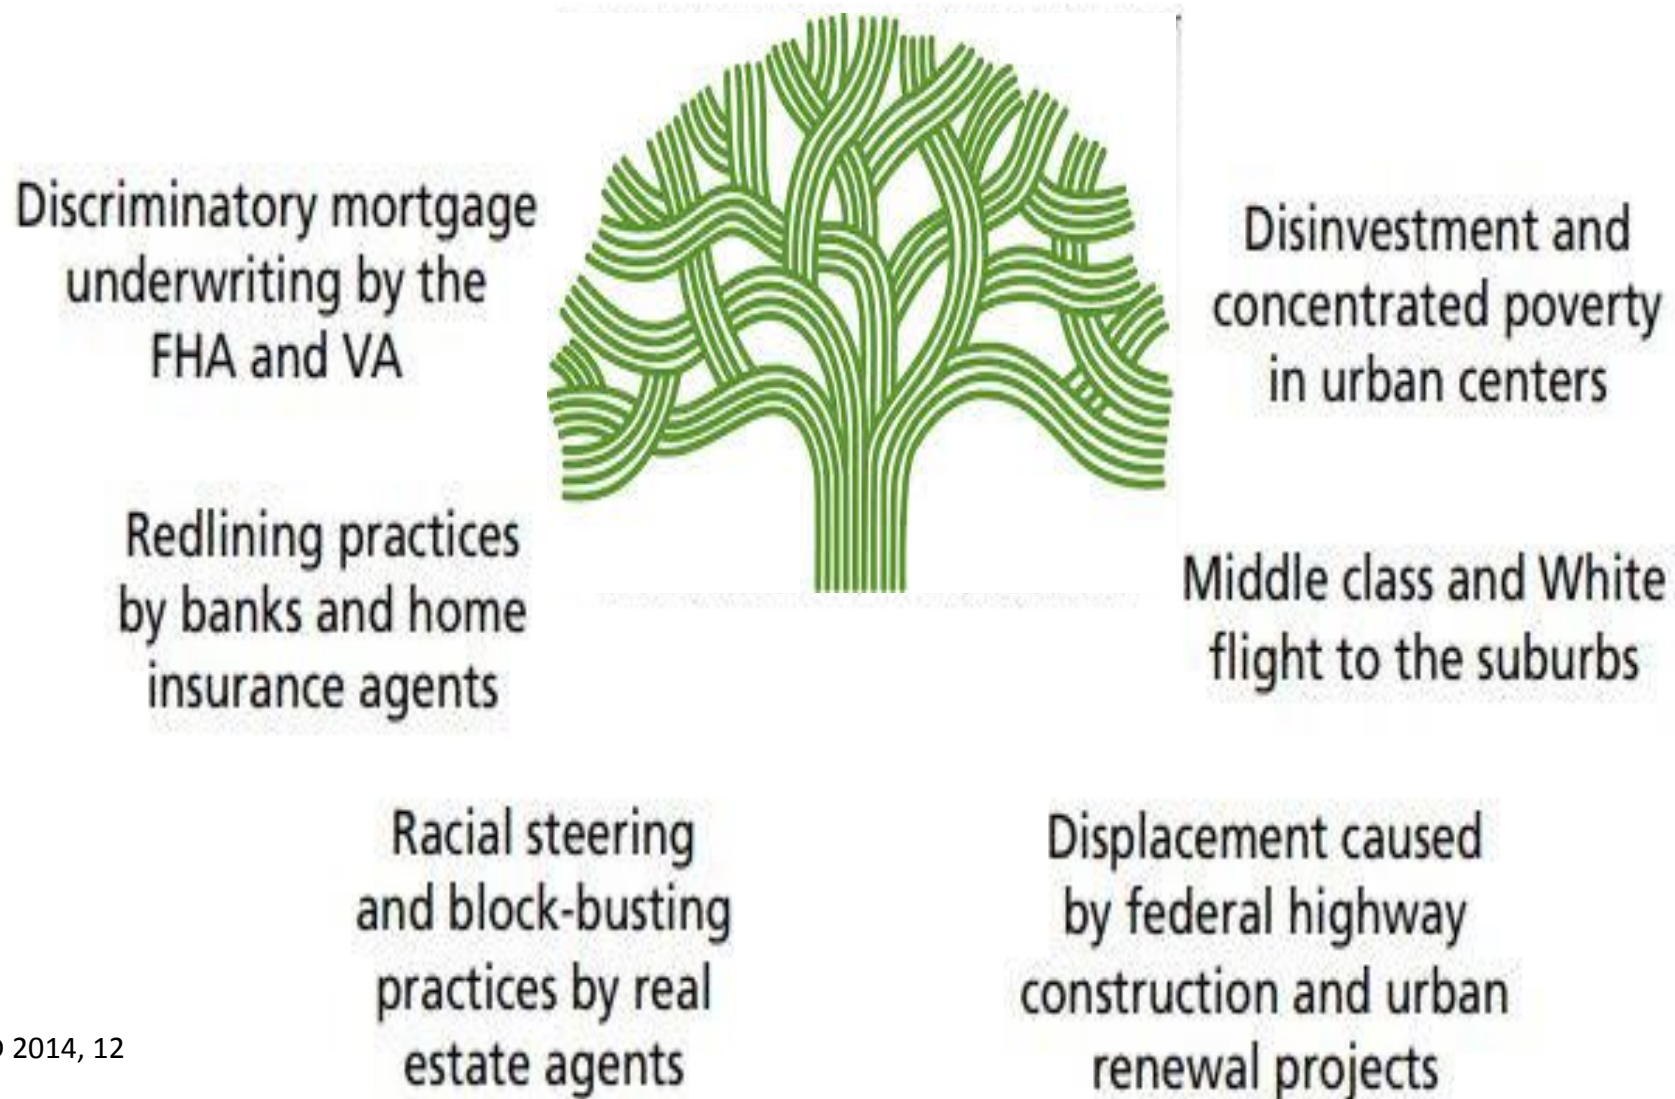 Discriminatory mortgage
underwriting by the
FHA and VA
Redlining practices
by banks and home
insurance agents
Racial steering
and block-busting
practices by real
estate agents
Disinvestment and
concentrated poverty
in urban centers
Middle class and White
flight to the suburbs
Displacement caused
by federal highway
construction and urban
renewal projects
2014, 12